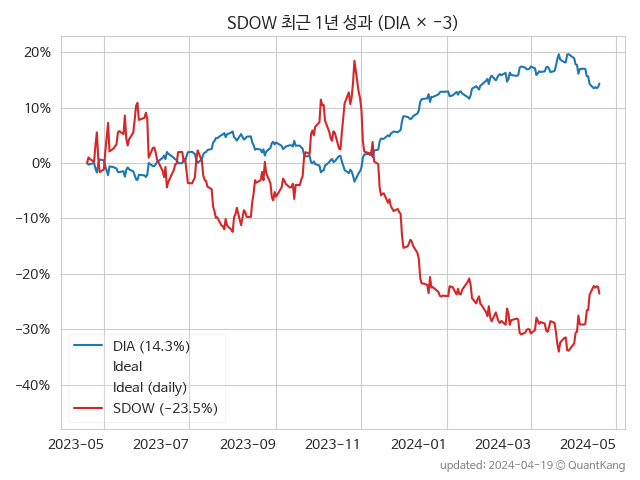 SDOW 최근 1년 성과 (DIA × −3)
20%
10%
0%
−10%
−20%
−30%
−40%
DIA (14.3%)
Ideal
Ideal (daily)
SDOW (−23.5%)
2023-05 2023-07 2023-09 2023-11 2024-01 2024-03 2024-05
updated: 2024-04-19 © QuantKang